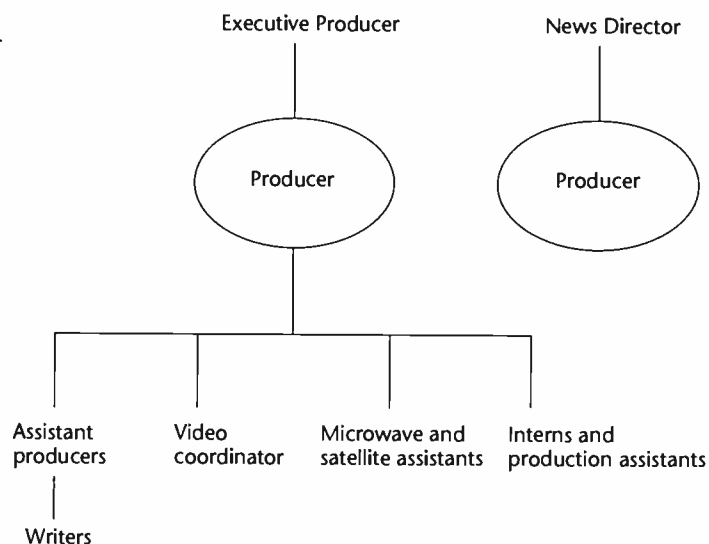 Executive Producer
News Director
Producer
Producer
Assistant
producers
Video
coordinator
Microwave and
satellite assistants
Interns and
production assistants
Writers